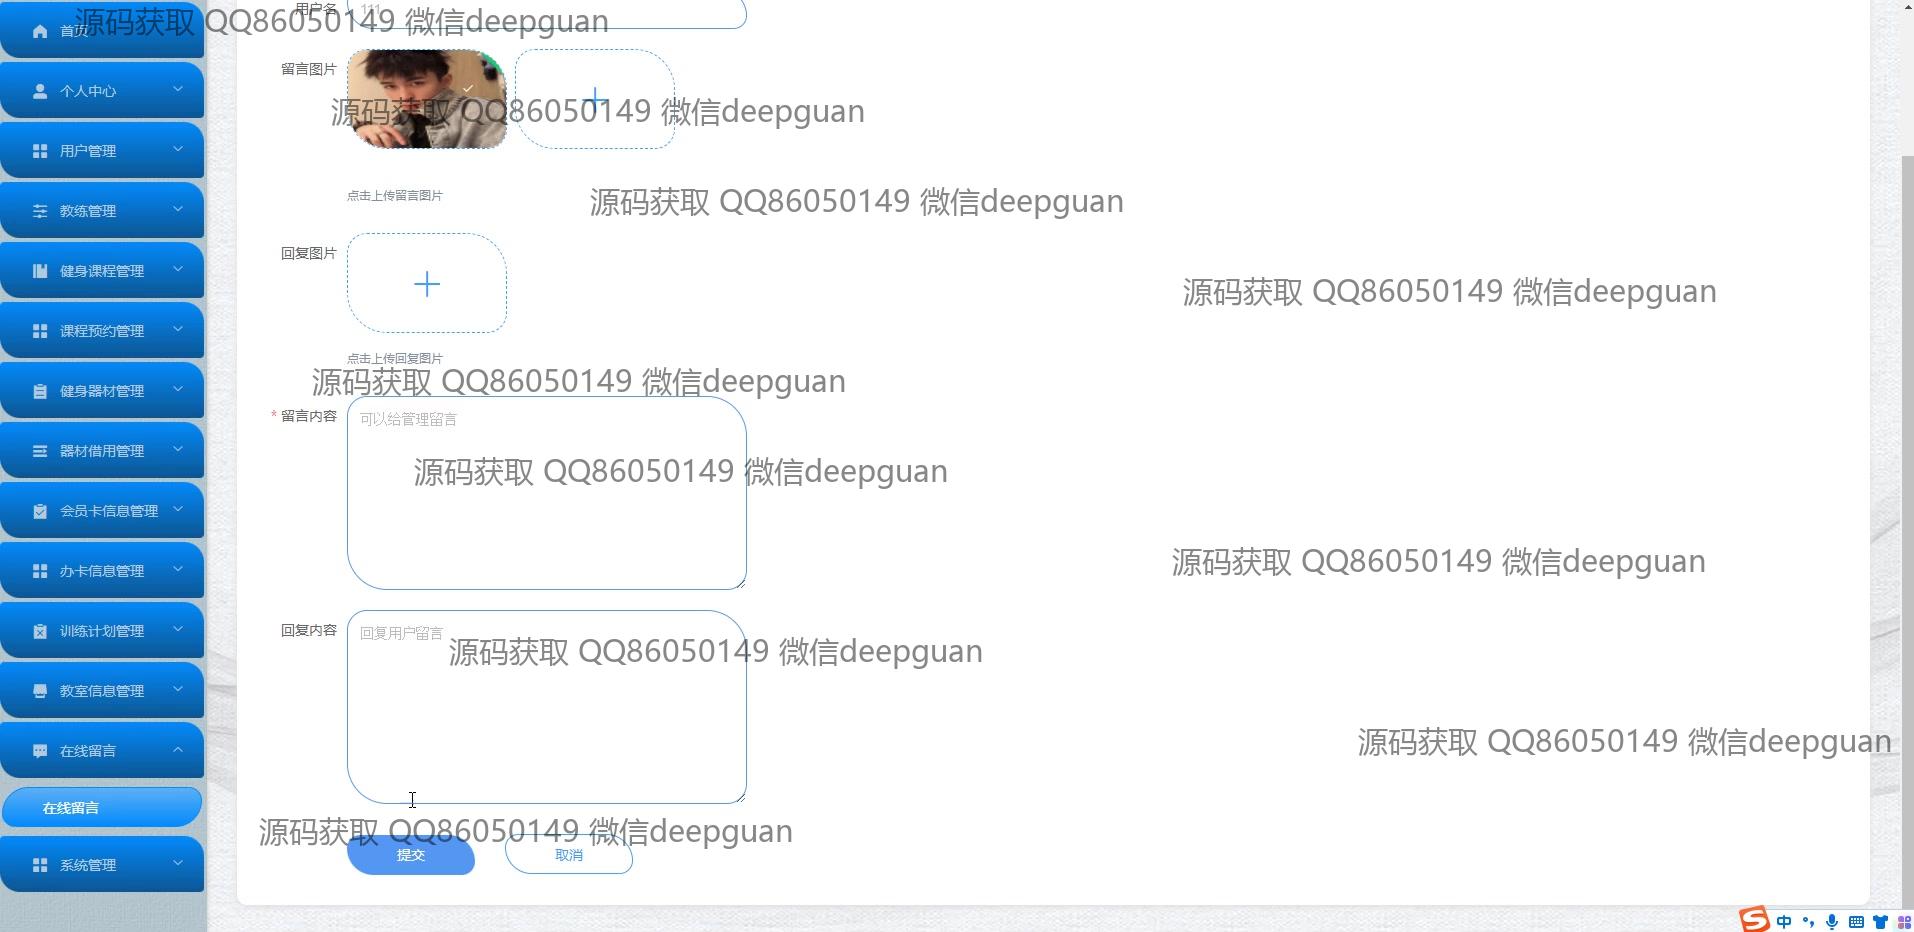 首页
个人中心
用户管理
教练管理
健身课程管理
课程预约管理
健身器材管理
器材借用管理
会员卡信息管理
办卡信息管理
训练计划管理
教室信息管理
在线留言
在线留言
系统管理
用户名
111
源码获取 QQ86050149 微信deepguan
留言图片
源码获取 QQ86050149 微信deepguan
点击上传留言图片
源码获取 QQ86050149 微信deepguan
回复图片
源码获取 QQ86050149 微信deepguan
点击上传回复图片
源码获取 QQ86050149 微信deepguan
* 留言内容
可以给管理留言
源码获取 QQ86050149 微信deepguan
源码获取 QQ86050149 微信deepguan
回复内容
回复用户留言
源码获取 QQ86050149 微信deepguan
源码获取 QQ86050149 微信deepguan
源码获取 QQ86050149 微信deepguan
提交
取消
中